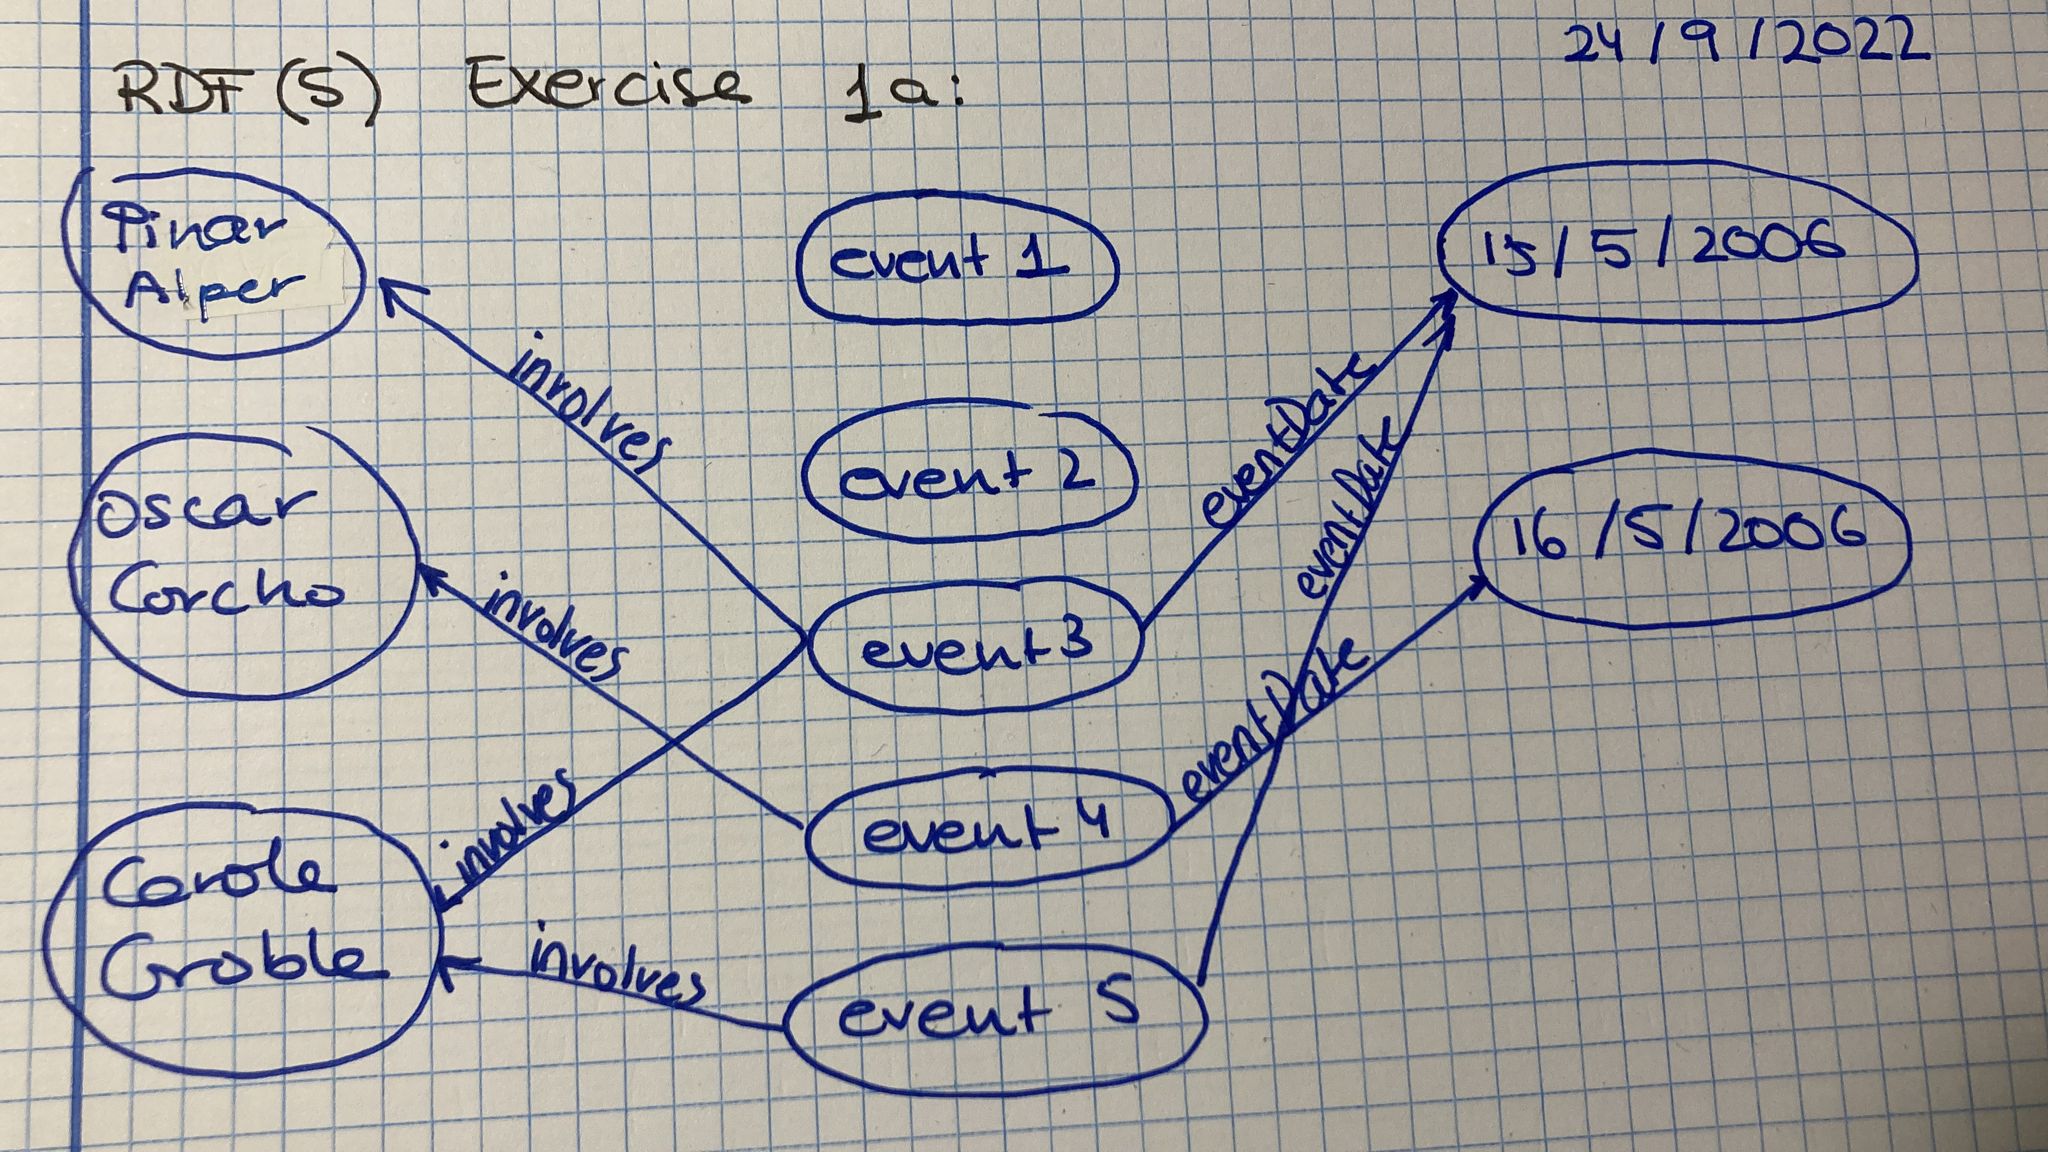 24/9/2022
RDF(S) Exercise 1a:
Pinar
Alper
event 1
15/5/2006
involves
eventDate
event 2
eventDate
Oscar
Corcho
16/5/2006
involves
event 3
eventDate
involves
event 4
Carole
Groble
involves
event 5